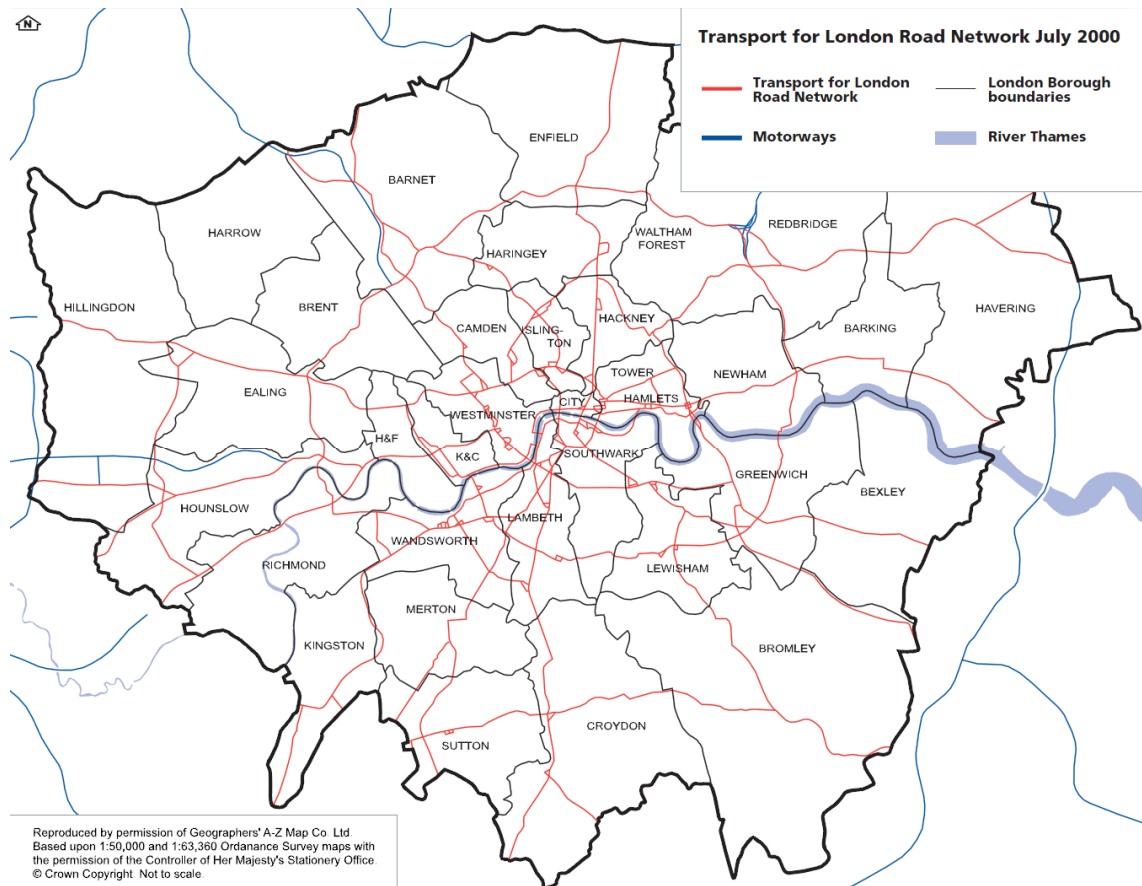 N
Transport for London Road Network July 2000
Transport for London
Road Network
London Borough
boundaries
Motorways
River Thames
ENFIELD
BARNET
HARROW
HARINGEY
WALTHAM
FOREST
REDBRIDGE
HILLINGDON
BRENT
CAMDEN
ISLING-
TON
HACKNEY
BARKING
HAVERING
EALING
TOWER
HAMLETS
NEWHAM
WESTMINSTER
CITY
H&F
K&C
SOUTHWARK
GREENWICH
BEXLEY
HOUNSLOW
LAMBETH
WANDSWORTH
RICHMOND
LEWISHAM
MERTON
KINGSTON
BROMLEY
CROYDON
SUTTON
Reproduced by permission of Geographers' A-Z Map Co. Ltd.
Based upon 1:50,000 and 1:63,360 Ordanance Survey maps with
the permission of the Controller of Her Majesty's Stationery Office.
© Crown Copyright. Not to scale.